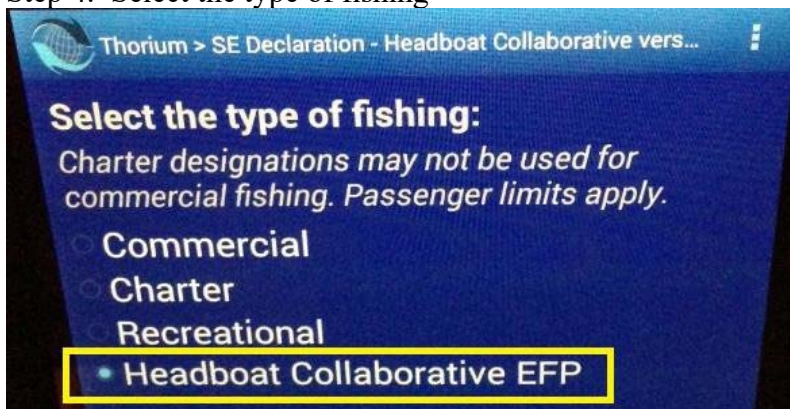 Step 4: Select the type of fishing
Thorium > SE Declaration - Headboat Collaborative vers...
Select the type of fishing:
Charter designations may not be used for
commercial fishing. Passenger limits apply.
Commercial
Charter
Recreational
Headboat Collaborative EFP